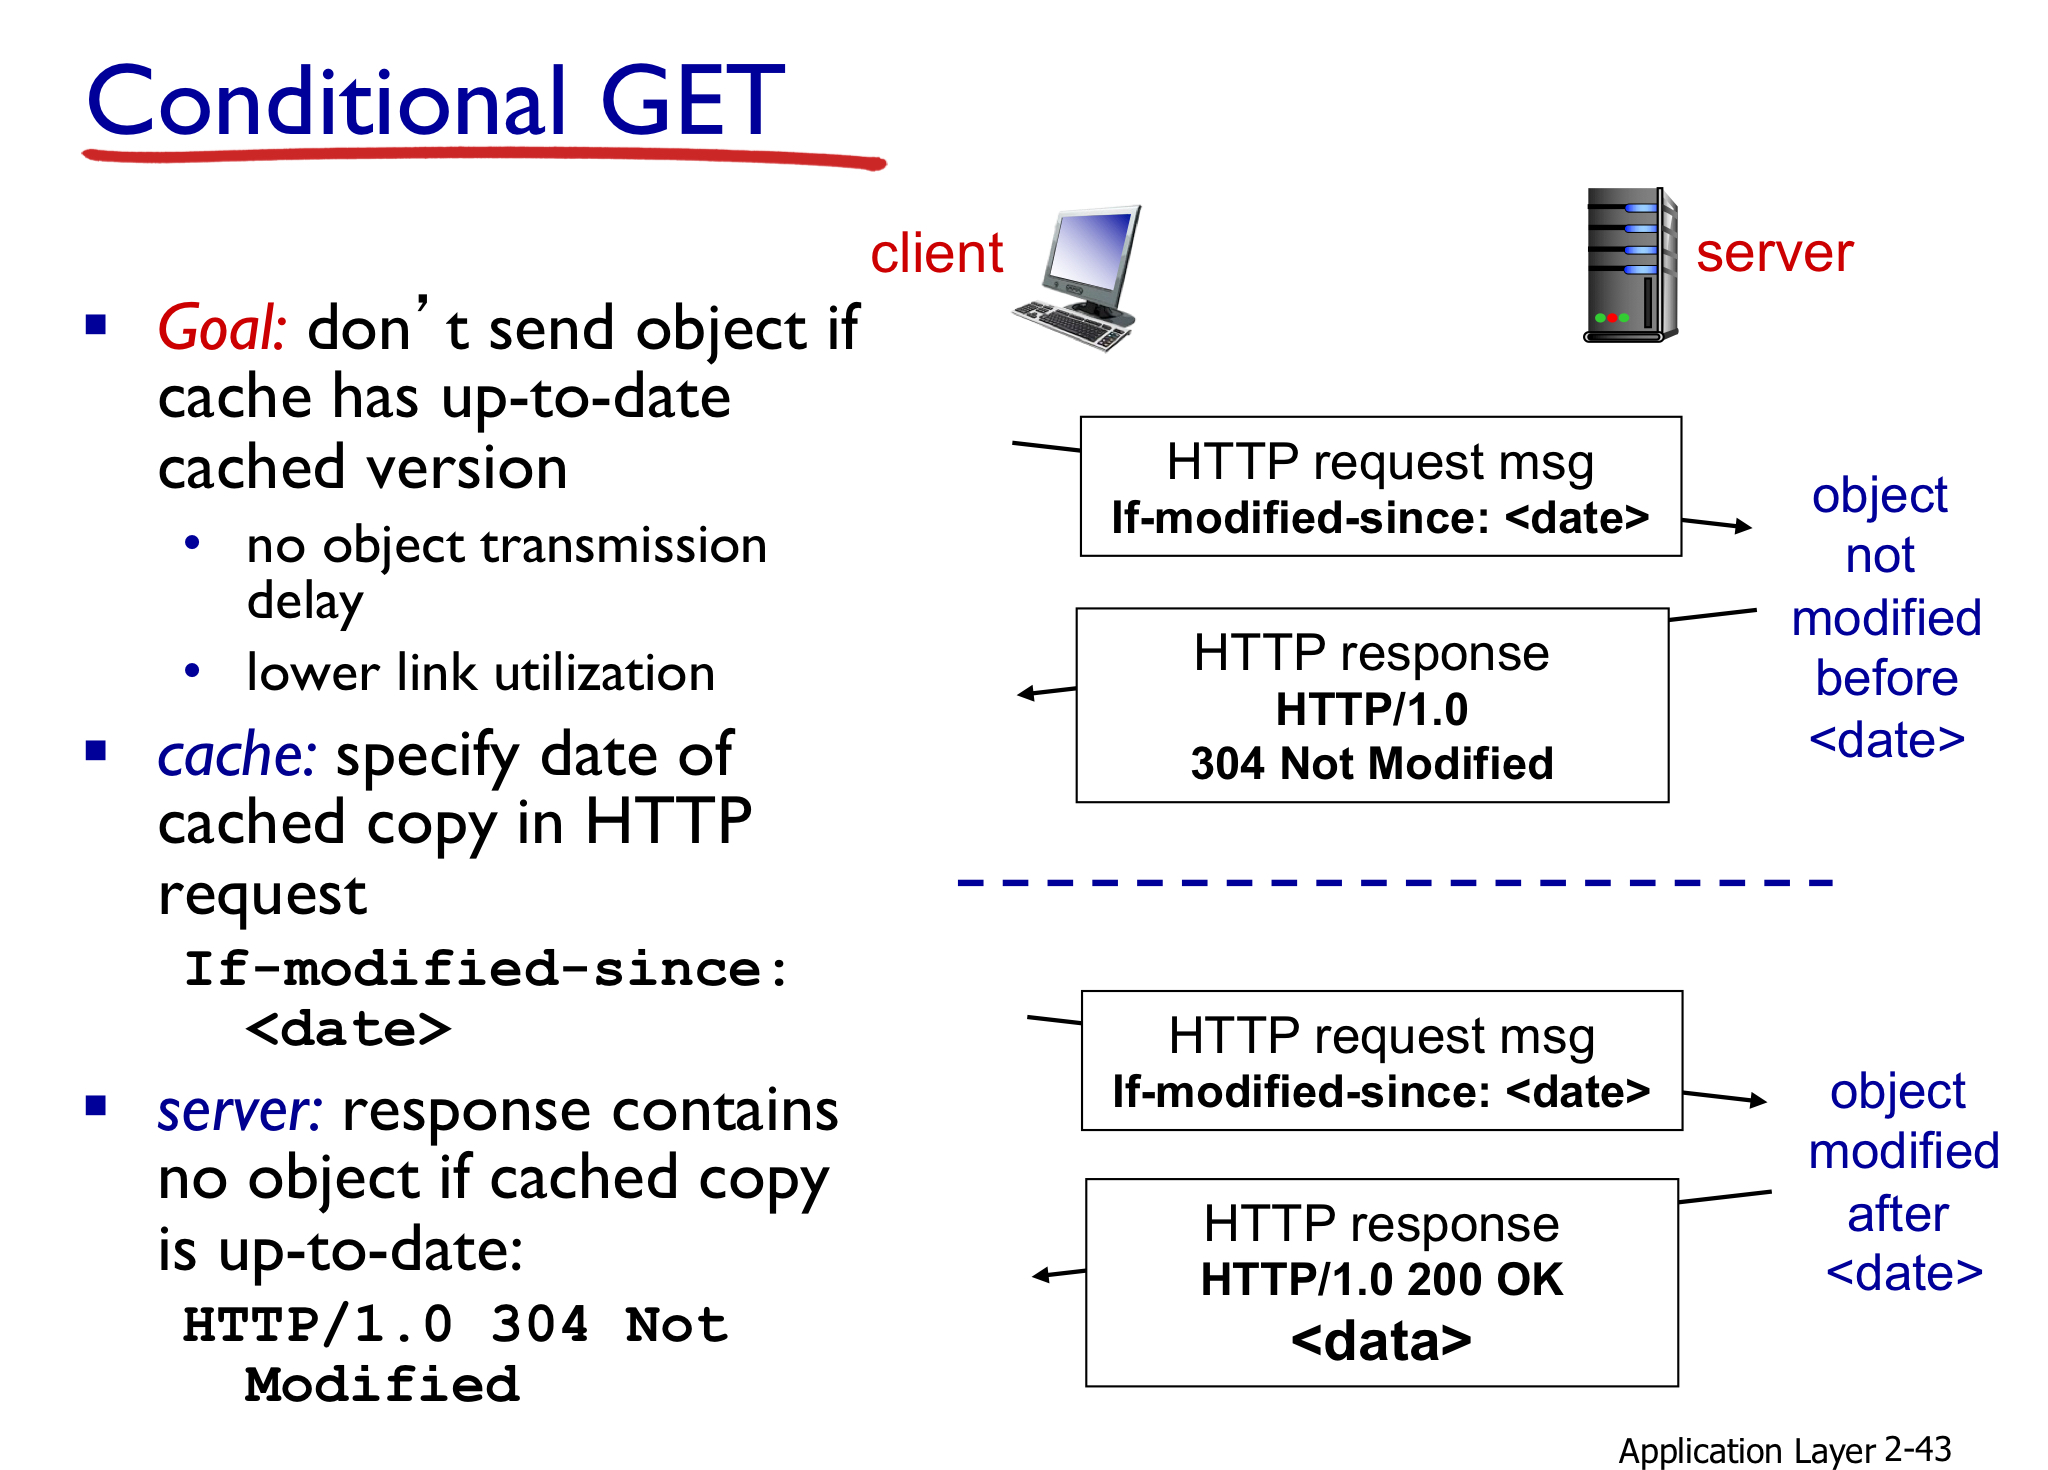 Conditional GET
Goal: don’t send object if
cache has up-to-date
cached version
no object transmission
delay
lower link utilization
cache: specify date of
cached copy in HTTP
request
If-modified-since:
<date>
server: response contains
no object if cached copy
is up-to-date:
HTTP/1.0 304 Not
Modified
client
server
HTTP request msg
If-modified-since: <date>
object
not
modified
before
<date>
HTTP response
HTTP/1.0
304 Not Modified
HTTP request msg
If-modified-since: <date>
object
modified
after
<date>
HTTP response
HTTP/1.0 200 OK
<data>
Application Layer 2-43